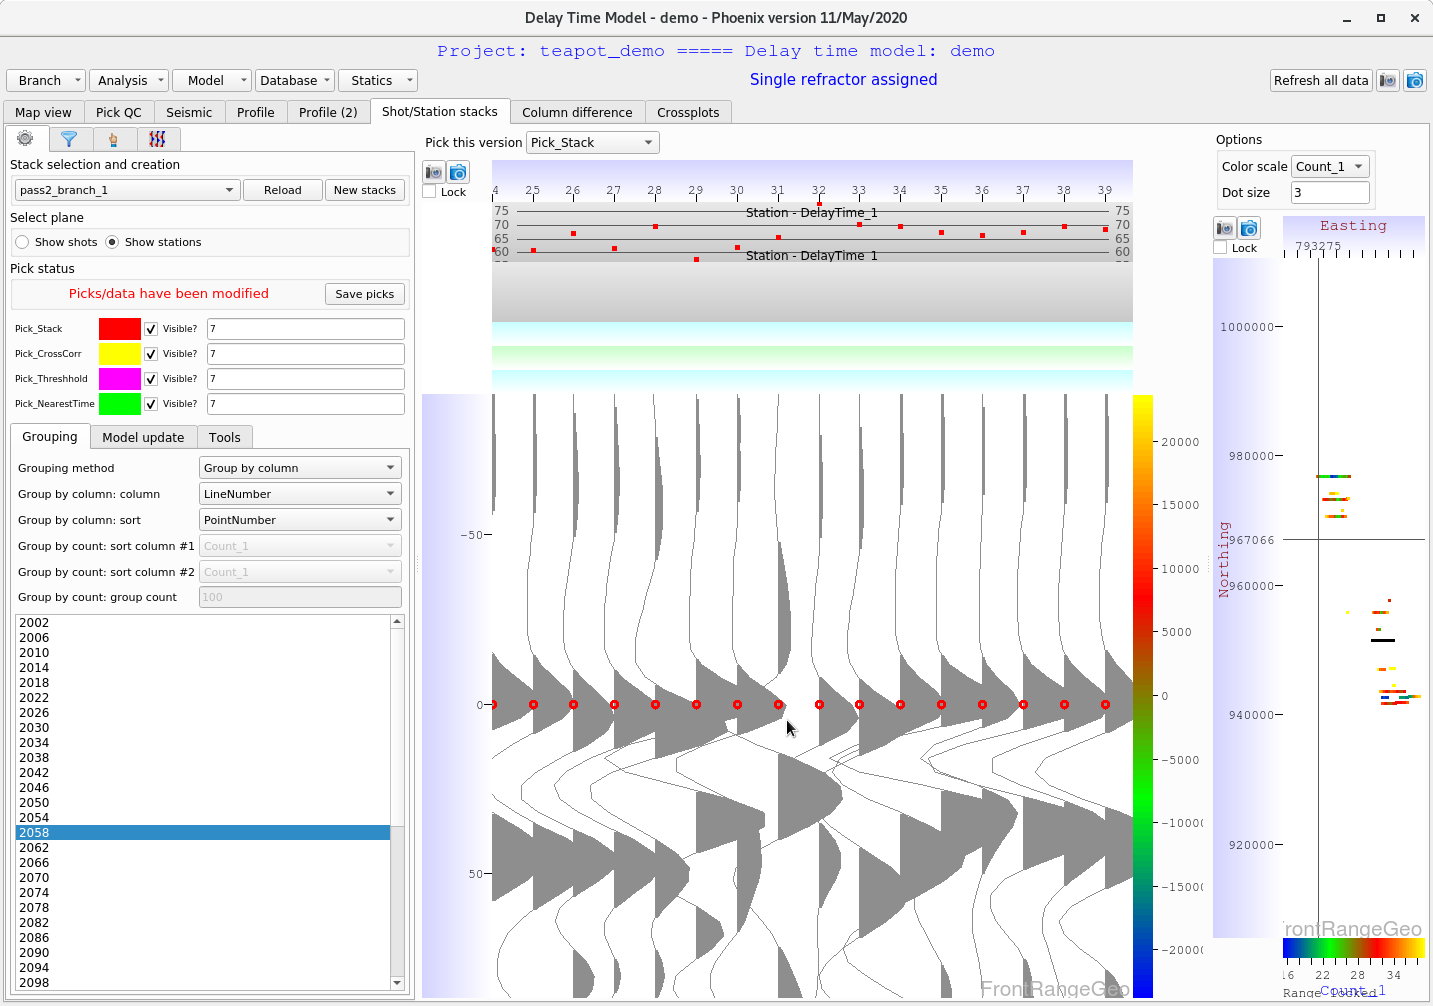 Delay Time Model - demo - Phoenix version 11/May/2020
Project: teapot_demo ===== Delay time model: demo
Branch Analysis Model Database Statics Single refractor assigned Refresh all data
Map view Pick QC Seismic Profile Profile (2) Shot/Station stacks Column difference Crossplots
Stack selection and creation
pass2_branch_1 Reload New stacks
Select plane
Show shots Show stations
Pick status
Picks/data have been modified Save picks
Pick_Stack Visible? 7
Pick_CrossCorr Visible? 7
Pick_Threshhold Visible? 7
Pick_NearestTime Visible? 7
Grouping Model update Tools
Grouping method Group by column
Group by column: column LineNumber
Group by column: sort PointNumber
Group by count: sort column #1 Count_1
Group by count: sort column #2 Count_1
Group by count: group count 100
2002
2006
2010
2014
2018
2022
2026
2030
2034
2038
2042
2046
2050
2054
2058
2062
2066
2070
2074
2078
2082
2086
2090
2094
2098
Pick this version Pick_Stack
Lock
4 25 26 27 28 29 30 31 32 33 34 35 36 37 38 39
75 Station - DelayTime_1 75
70 70
65 65
60 Station - DelayTime_1 60
-50
0
50
20000
15000
10000
5000
0
-5000
-10000
-15000
-20000
FrontRangeGeo
Options
Color scale Count_1
Dot size 3
Lock
Easting
793275
Northing
1000000
980000
967066
960000
940000
920000
rontRangeGeo
16 22 28 34
Range locked
Count_1